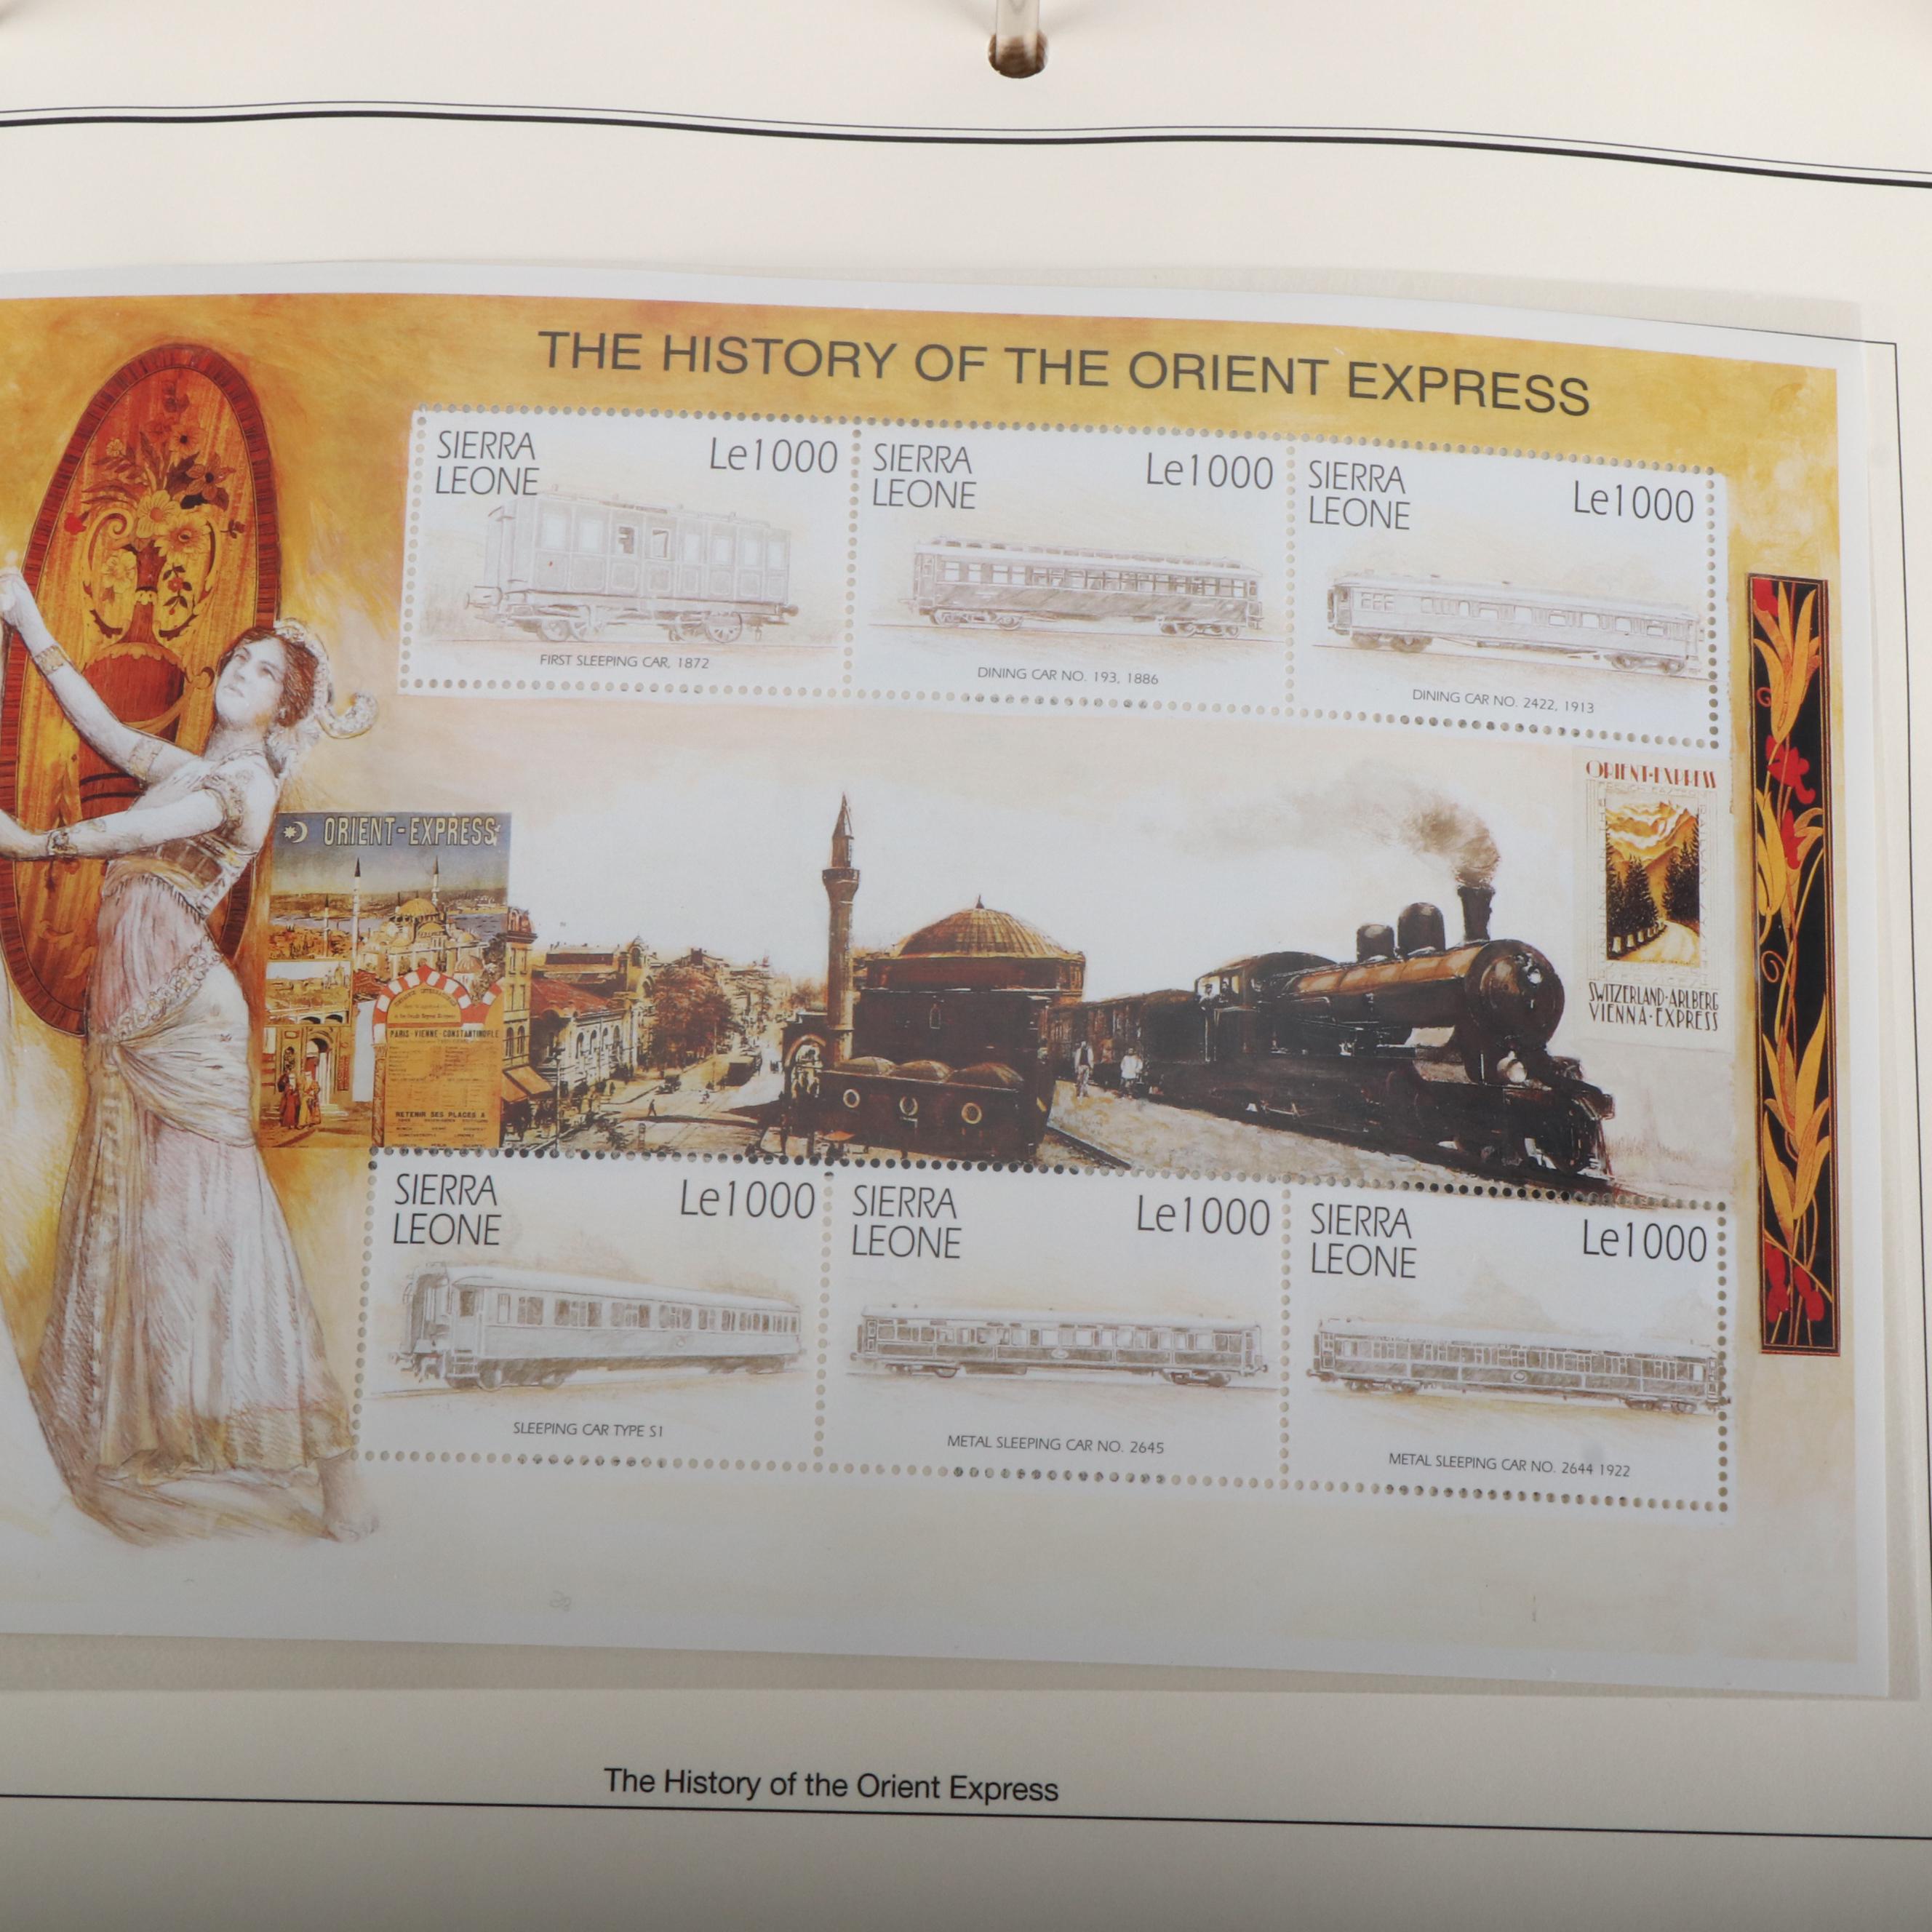 THE HISTORY OF THE ORIENT EXPRESS
SIERRA
LEONE
Le1000
FIRST SLEEPING CAR, 1872
SIERRA
LEONE
Le1000
DINING CAR NO. 193, 1886
SIERRA
LEONE
Le1000
DINING CAR NO. 2422, 1913
ORIENT-EXPRESS
PARIS-VIENNE-CONSTANTINOPLE
RETENIR SES PLACES A
ORIENT-EXPRESS
SWITZERLAND-ARLBERG
VIENNA-EXPRESS
SIERRA
LEONE
Le1000
SLEEPING CAR TYPE S1
SIERRA
LEONE
Le1000
METAL SLEEPING CAR NO. 2645
SIERRA
LEONE
Le1000
METAL SLEEPING CAR NO. 2644 1922
The History of the Orient Express